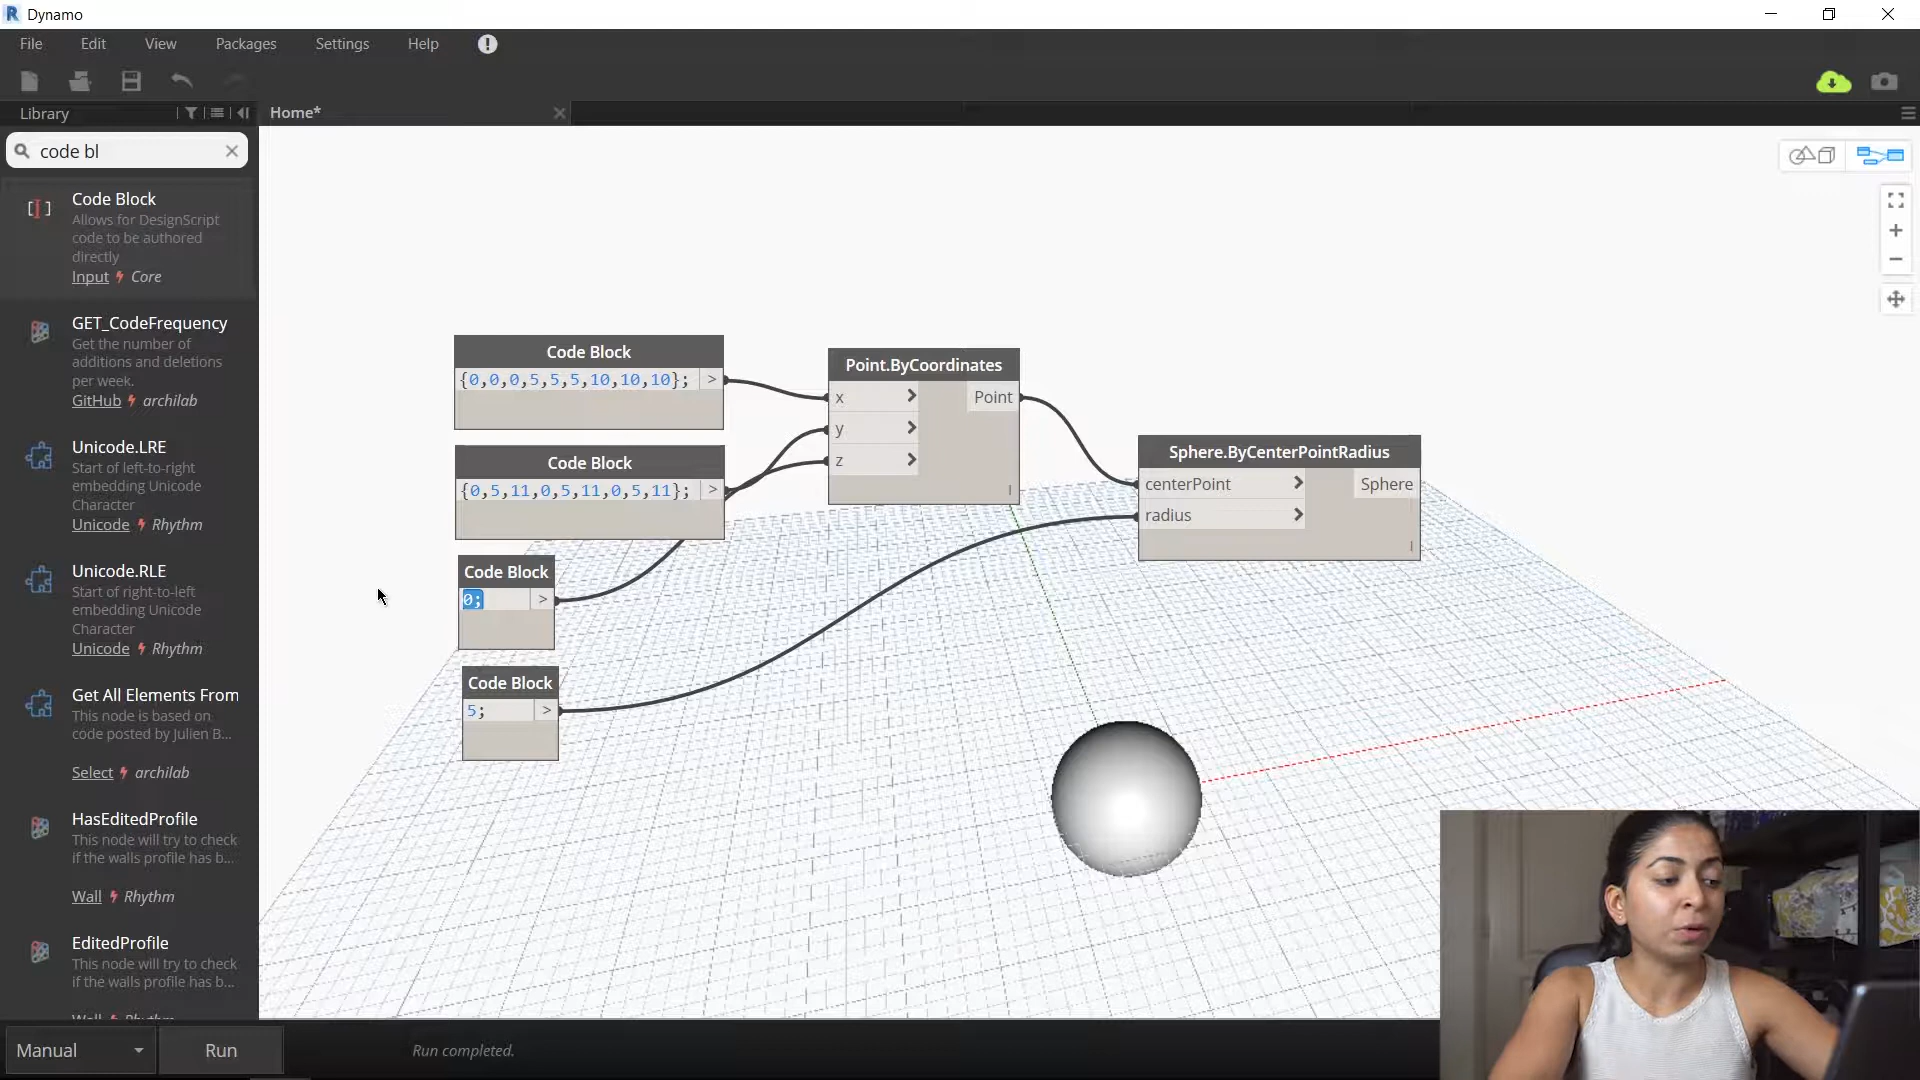 Dynamo
File Edit View Packages Settings Help
Library
Home*
code bl
Code Block
Allows for DesignScript
code to be authored
directly
Input Core
GET_CodeFrequency
Get the number of
additions and deletions
per week.
GitHub archilab
Unicode.LRE
Start of left-to-right
embedding Unicode
Character
Unicode Rhythm
Unicode.RLE
Start of right-to-left
embedding Unicode
Character
Unicode Rhythm
Get All Elements From
This node is based on
code posted by Julien B...
Select archilab
HasEditedProfile
This node will try to check
if the walls profile has b...
Wall Rhythm
EditedProfile
This node will try to check
if the walls profile has b...
Wall Rhythm
Code Block
{0,0,0,5,5,5,10,10,10}; >
Code Block
{0,5,11,0,5,11,0,5,11}; >
Code Block
0; >
Code Block
5; >
Point.ByCoordinates
x > Point
y >
z >
Sphere.ByCenterPointRadius
centerPoint > Sphere
radius >
Manual Run Run completed.